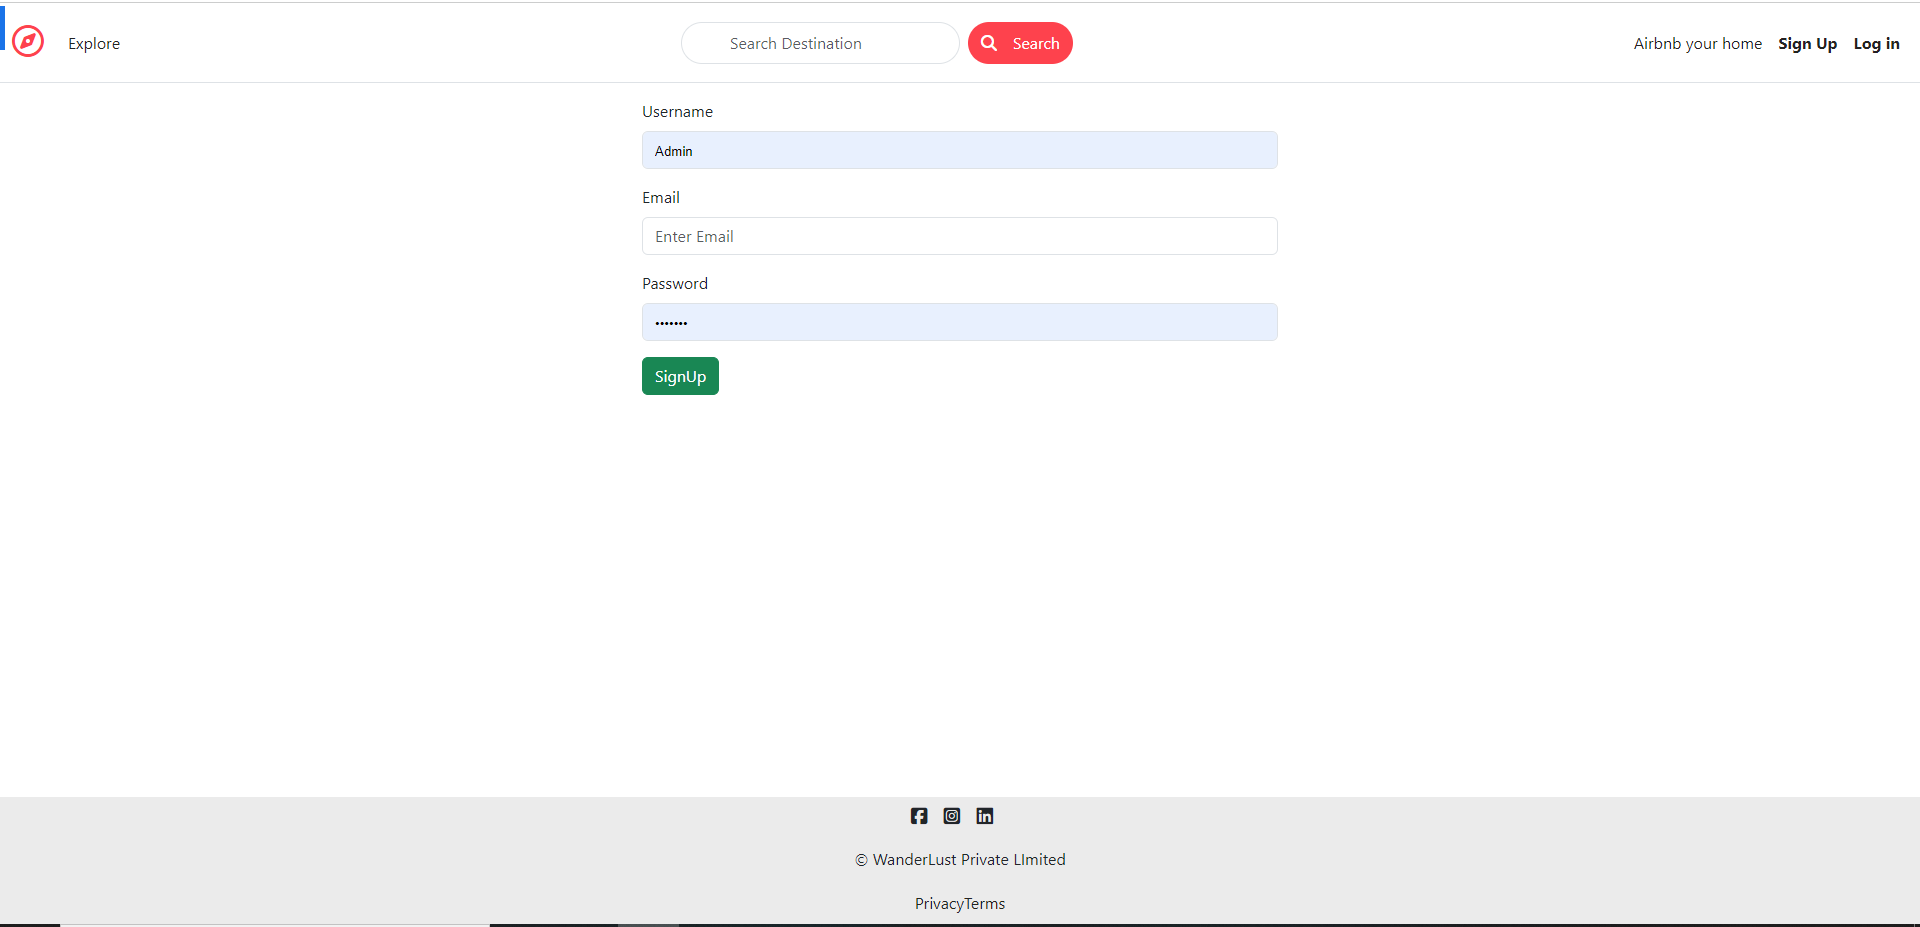 Explore
Search Destination
Search
Airbnb your home
Sign Up
Log in
Username
Admin
Email
Enter Email
Password
•••••••
SignUp
© WanderLust Private LImited
PrivacyTerms